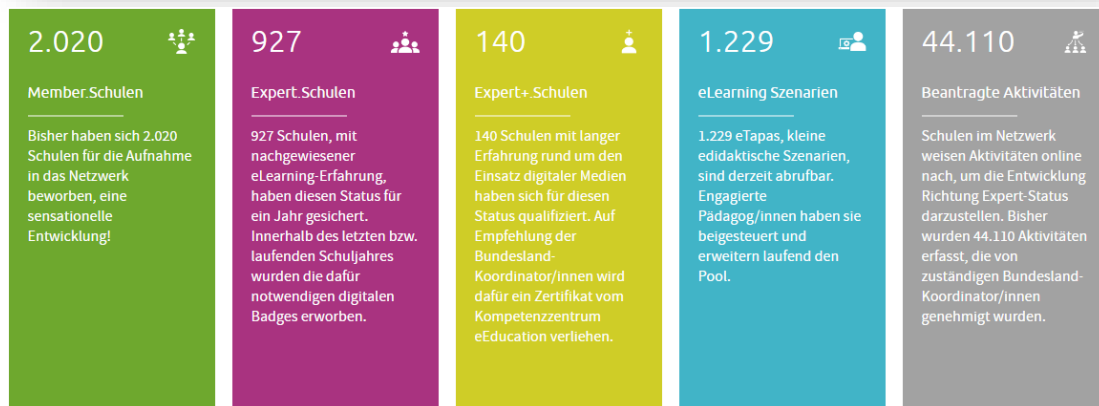 2.020
Member.Schulen
Bisher haben sich 2.020
Schulen für die Aufnahme
in das Netzwerk
beworben, eine
sensationelle
Entwicklung!
927
Expert.Schulen
927 Schulen, mit
nachgewiesener
eLearning-Erfahrung,
haben diesen Status für
ein Jahr gesichert.
Innerhalb des letzten bzw.
laufenden Schuljahres
wurden die dafür
notwendigen digitalen
Badges erworben.
140
Expert+.Schulen
140 Schulen mit langer
Erfahrung rund um den
Einsatz digitaler Medien
haben sich für diesen
Status qualifiziert. Auf
Empfehlung der
Bundesland-
Koordinator/innen wird
dafür ein Zertifikat vom
Kompetenzzentrum
eEducation verliehen.
1.229
eLearning Szenarien
1.229 eTapas, kleine
edidaktische Szenarien,
sind derzeit abrufbar.
Engagierte
Pädagog/innen haben sie
beigesteuert und
erweitern laufend den
Pool.
44.110
Beantragte Aktivitäten
Schulen im Netzwerk
weisen Aktivitäten online
nach, um die Entwicklung
Richtung Expert-Status
darzustellen. Bisher
wurden 44.110 Aktivitäten
erfasst, die von
zuständigen Bundesland-
Koordinator/innen
genehmigt wurden.